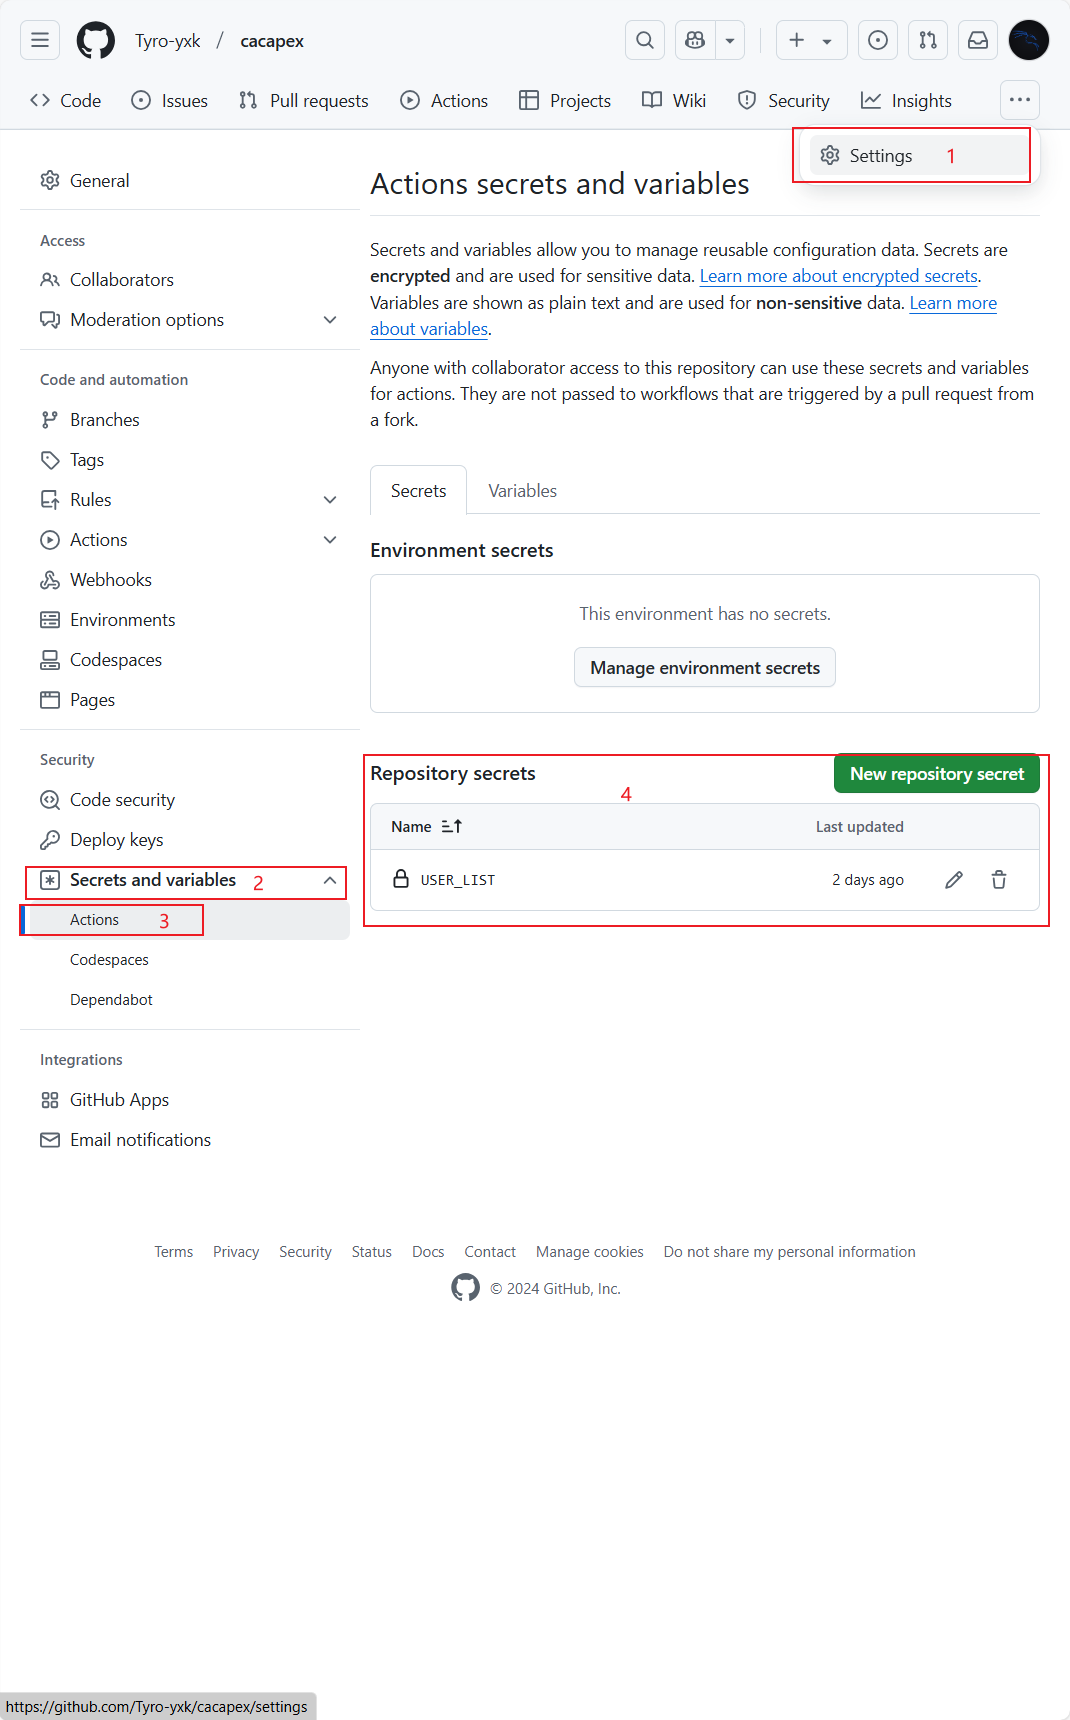 Tyro-yxk / cacapex
Code Issues Pull requests Actions Projects Wiki Security Insights
Settings 1
General
Access
Collaborators
Moderation options
Code and automation
Branches
Tags
Rules
Actions
Webhooks
Environments
Codespaces
Pages
Security
Code security
Deploy keys
Secrets and variables 2
Actions 3
Codespaces
Dependabot
Integrations
GitHub Apps
Email notifications
Actions secrets and variables
Secrets and variables allow you to manage reusable configuration data. Secrets are
encrypted and are used for sensitive data. Learn more about encrypted secrets.
Variables are shown as plain text and are used for non-sensitive data. Learn more
about variables.
Anyone with collaborator access to this repository can use these secrets and variables
for actions. They are not passed to workflows that are triggered by a pull request from
a fork.
Secrets Variables
Environment secrets
This environment has no secrets.
Manage environment secrets
Repository secrets New repository secret
4
Name Last updated
USER_LIST 2 days ago
Terms Privacy Security Status Docs Contact Manage cookies Do not share my personal information
© 2024 GitHub, Inc.
https://github.com/Tyro-yxk/cacapex/settings